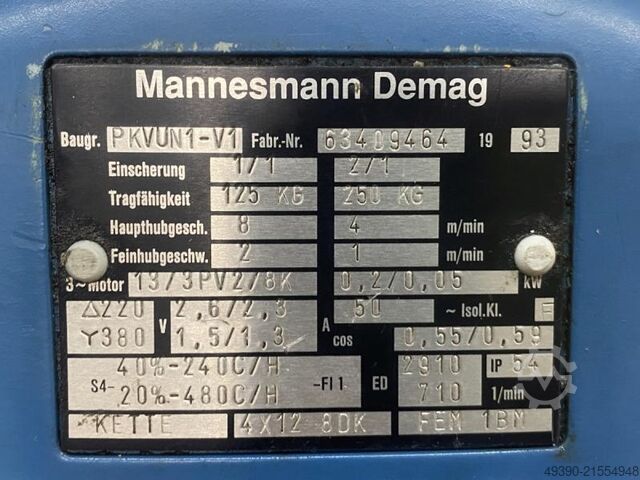 Mannesmann Demag
Baugr. PKVUN1-V1 Fabr.-Nr. 63409464 19 93
Einscherung 1/1 2/1
Tragfähigkeit 125 KG 250 KG
Haupthubgesch. 8 4 m/min
Feinhubgeschw. 2 1 m/min
3~Motor 13/3PV2/8K 0,2/0,05 kW
△220 V 2,6/2,3 A 50 ~ Isol.Kl. E
Y380 1,5/1,3 cos 0,55/0,59
S4- 40%-240C/H -FI 1 ED 2910 IP 54
20%-480C/H 710 1/min
KETTE 4X12 8DK FEM 1BM
49390-21554948